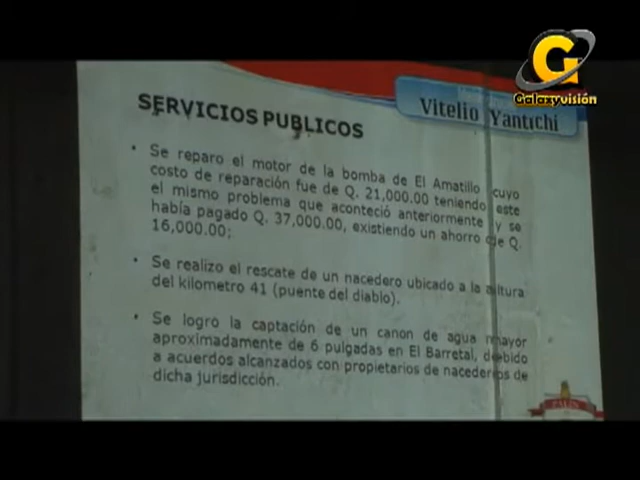 G
Galaxyvisión
Vitelio Yantichi
SERVICIOS PUBLICOS
• Se reparo el motor de la bomba de El Amatillo cuyo
costo de reparación fue de Q. 21,000.00 teniendo este
el mismo problema que aconteció anteriormente y se
había pagado Q. 37,000.00, existiendo un ahorro de Q.
16,000.00;
• Se realizo el rescate de un nacedero ubicado a la altura
del kilometro 41 (puente del diablo).
• Se logro la captación de un canon de agua mayor
aproximadamente de 6 pulgadas en El Barretal, debido
a acuerdos alcanzados con propietarios de nacederos de
dicha jurisdicción.